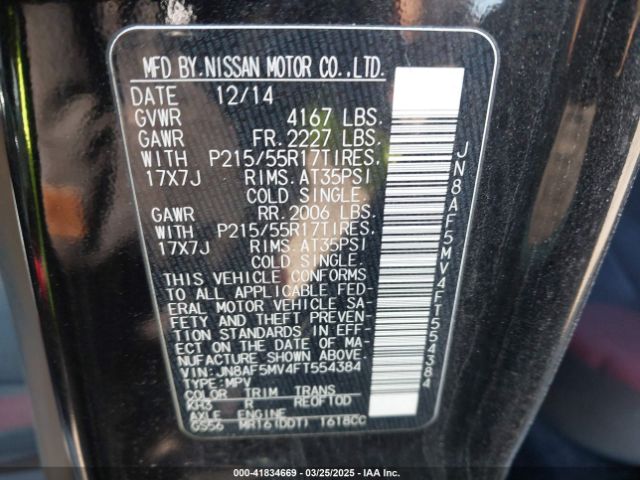 MFD BY.NISSAN MOTOR CO.,LTD.
DATE 12/14
GVWR 4167 LBS.
GAWR FR.2227 LBS.
WITH P215/55R17TIRES.
17X7J RIMS.AT35PSI
COLD SINGLE.
GAWR RR.2006 LBS.
WITH P215/55R17TIRES.
17X7J RIMS.AT35PSI
COLD SINGLE.
THIS VEHICLE CONFORMS
TO ALL APPLICABLE FED-
ERAL MOTOR VEHICLE SA-
FETY AND THEFT PREVEN-
TION STANDARDS IN EFF-
ECT ON THE DATE OF MA-
NUFACTURE SHOWN ABOVE.
VIN: JN8AF5MV4FT554384
TYPE:MPV
COLOR TRIM TRANS
KH3 R RE0F10D
AXLE ENGINE
GS56 MR16(DDT) 1618CC
JN8AF5MV4FT554384
000-41834669 — 03/25/2025 — IAA Inc.